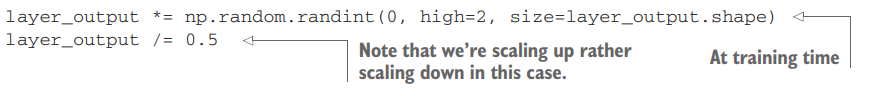 layer_output *= np.random.randint(0, high=2, size=layer_output.shape)
layer_output /= 0.5
Note that we're scaling up rather
scaling down in this case.
At training time